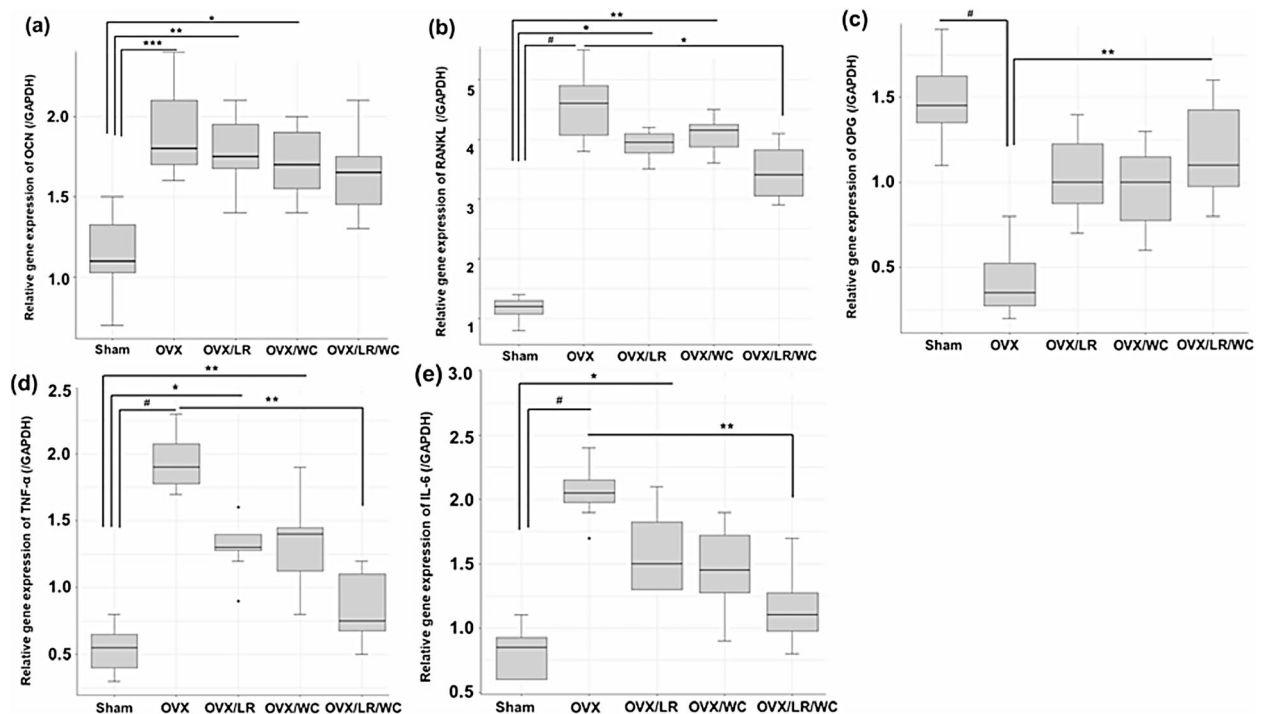 (a)
*
**
***
Relative gene expression of OCN (/GAPDH)
2.0
1.5
1.0
Sham OVX OVX/LR OVX/WC OVX/LR/WC
(b)
**
*
# *
Relative gene expression of RANKL (/GAPDH)
5
4
3
2
1
Sham OVX OVX/LR OVX/WC OVX/LR/WC
(c)
#
**
Relative gene expression of OPG (/GAPDH)
1.5
1.0
0.5
Sham OVX OVX/LR OVX/WC OVX/LR/WC
(d)
**
*
# **
Relative gene expression of TNF-α (/GAPDH)
2.5
2.0
1.5
1.0
0.5
Sham OVX OVX/LR OVX/WC OVX/LR/WC
(e)
*
#
**
Relative gene expression of IL-6 (/GAPDH)
3.0
2.5
2.0
1.5
1.0
0.5
Sham OVX OVX/LR OVX/WC OVX/LR/WC